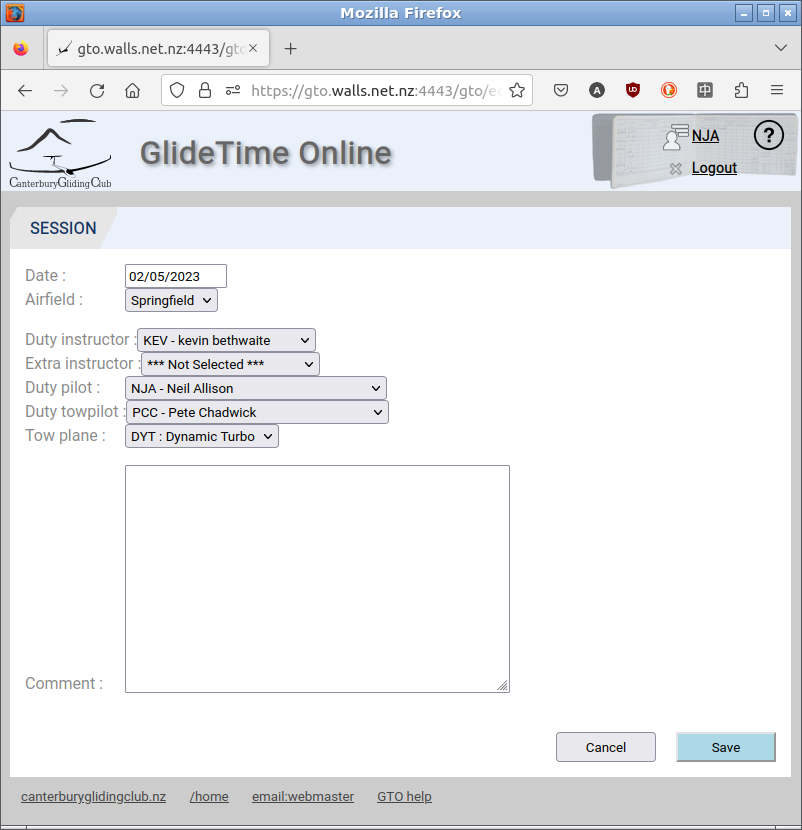 Mozilla Firefox
gto.walls.net.nz:4443/gto
https://gto.walls.net.nz:4443/gto/e
CanterburyGlidingClub
GlideTime Online
NJA
?
Logout
SESSION
Date : 02/05/2023
Airfield : Springfield
Duty instructor : KEV - kevin bethwaite
Extra instructor : *** Not Selected ***
Duty pilot : NJA - Neil Allison
Duty towpilot : PCC - Pete Chadwick
Tow plane : DYT : Dynamic Turbo
Comment :
Cancel Save
canterburyglidingclub.nz /home email:webmaster GTO help